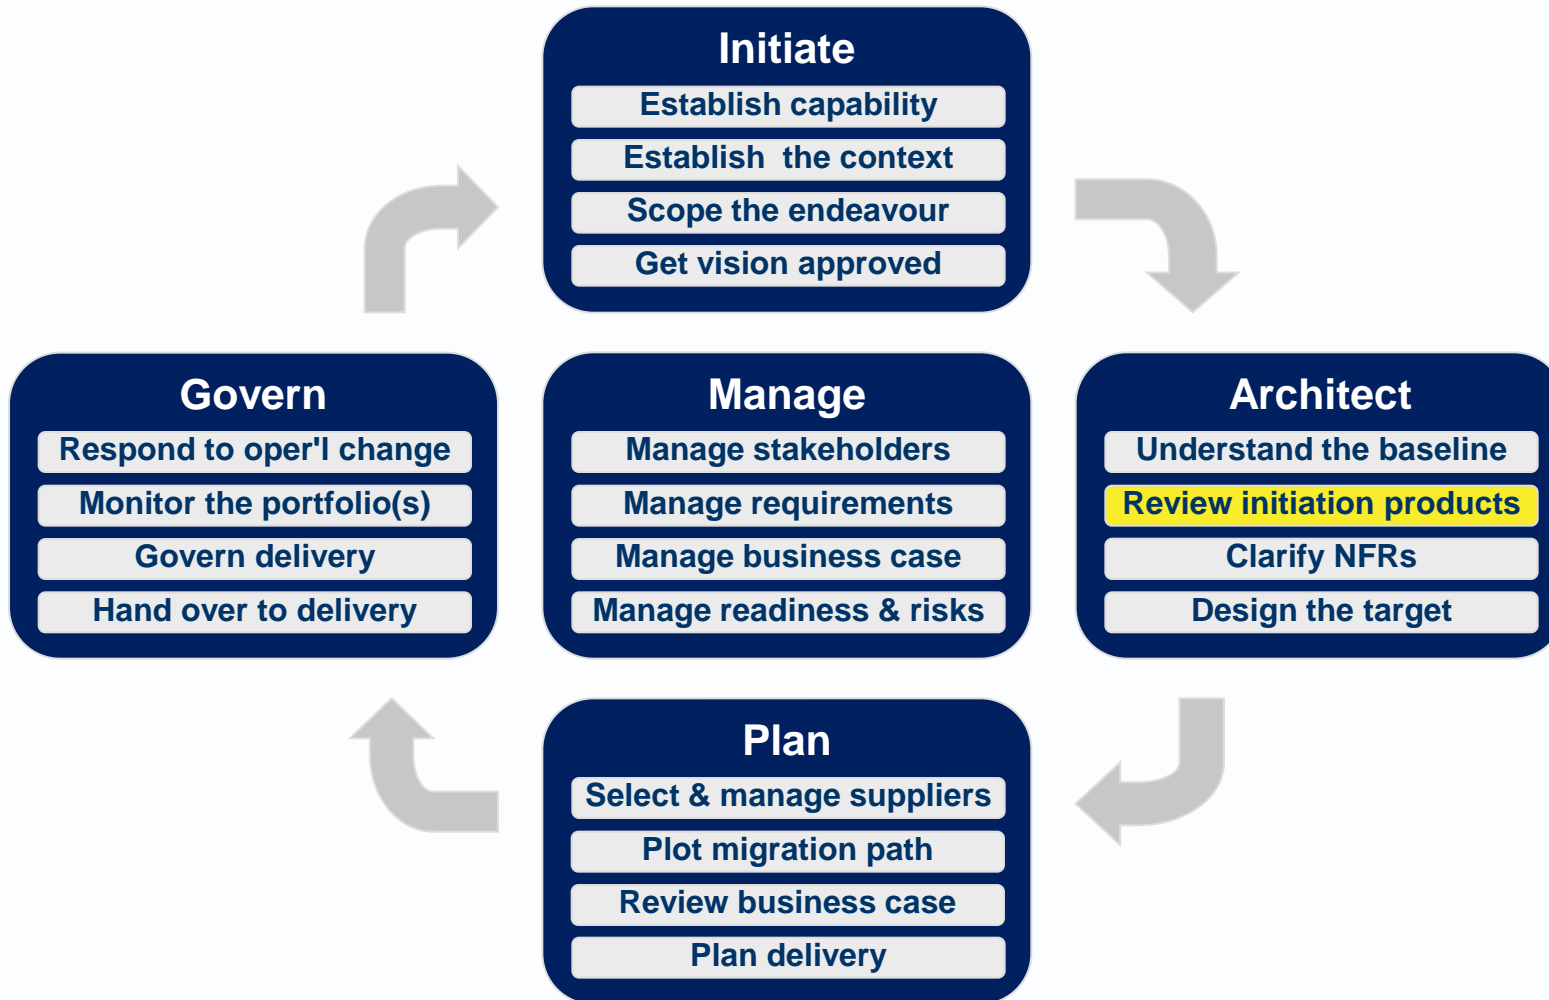 Initiate
Establish capability
Establish  the context
Scope the endeavour
Get vision approved
Govern
Respond to oper'l change
Monitor the portfolio(s)
Govern delivery
Hand over to delivery
Manage
Manage stakeholders
Manage requirements
Manage business case
Manage readiness & risks
Architect
Understand the baseline
Review initiation products
Clarify NFRs
Design the target
Plan
Select & manage suppliers
Plot migration path
Review business case
Plan delivery